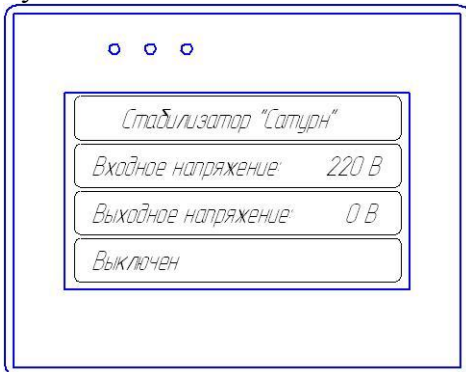 Стабилизатор "Сатурн"
Входное напряжение: 220 В
Выходное напряжение: 0 В
Выключен